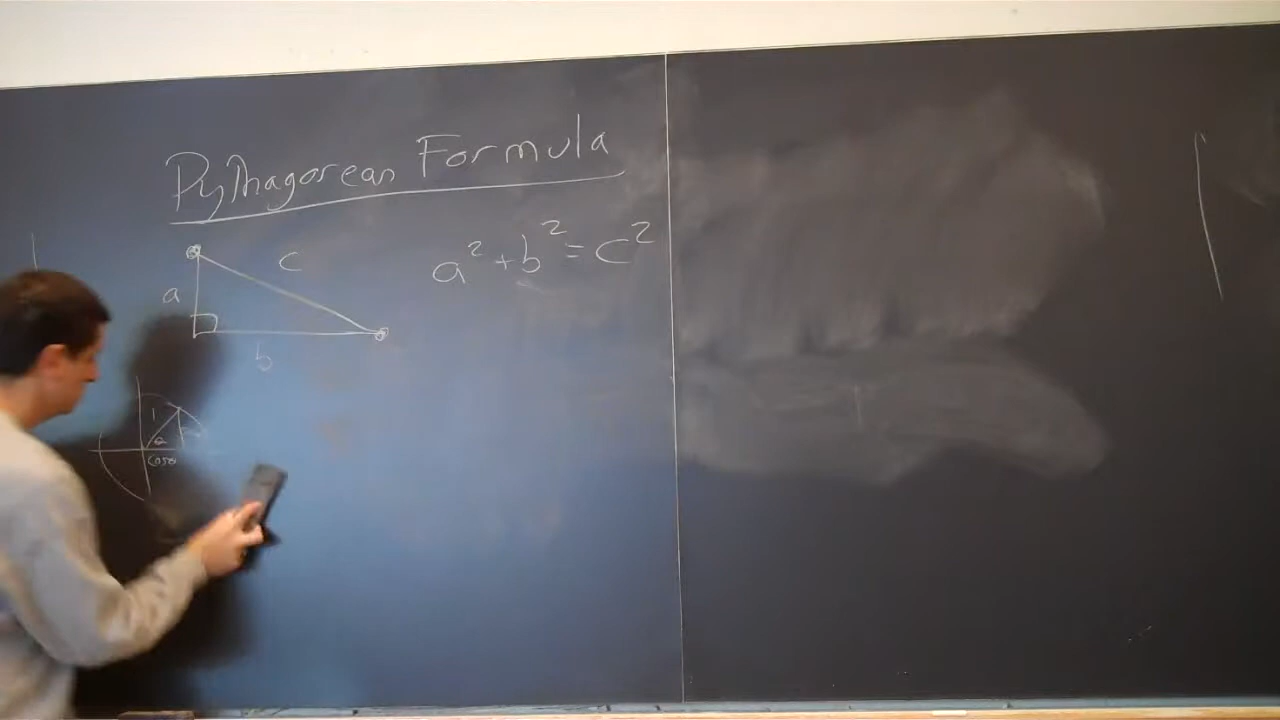 Pythagorean Formula
a² + b² = c²
c
a
b
1
cosθ